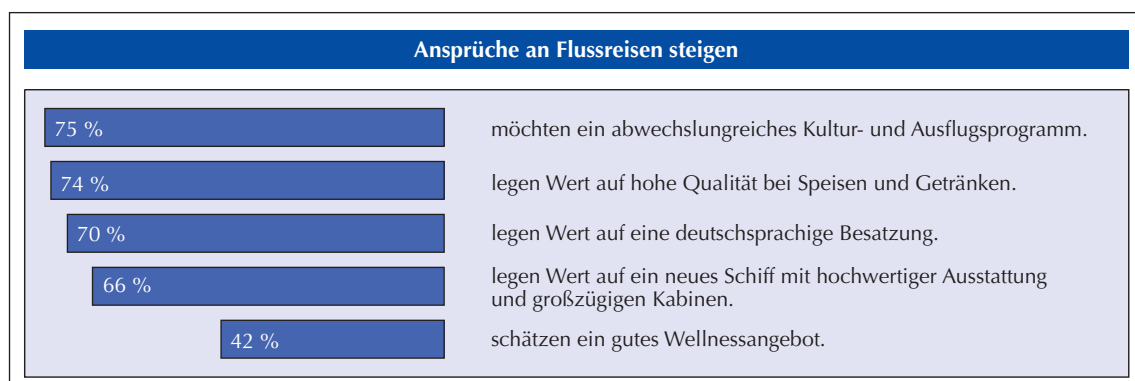 Ansprüche an Flussreisen steigen
75 % möchten ein abwechslungreiches Kultur- und Ausflugsprogramm.
74 % legen Wert auf hohe Qualität bei Speisen und Getränken.
70 % legen Wert auf eine deutschsprachige Besatzung.
66 % legen Wert auf ein neues Schiff mit hochwertiger Ausstattung
und großzügigen Kabinen.
42 % schätzen ein gutes Wellnessangebot.